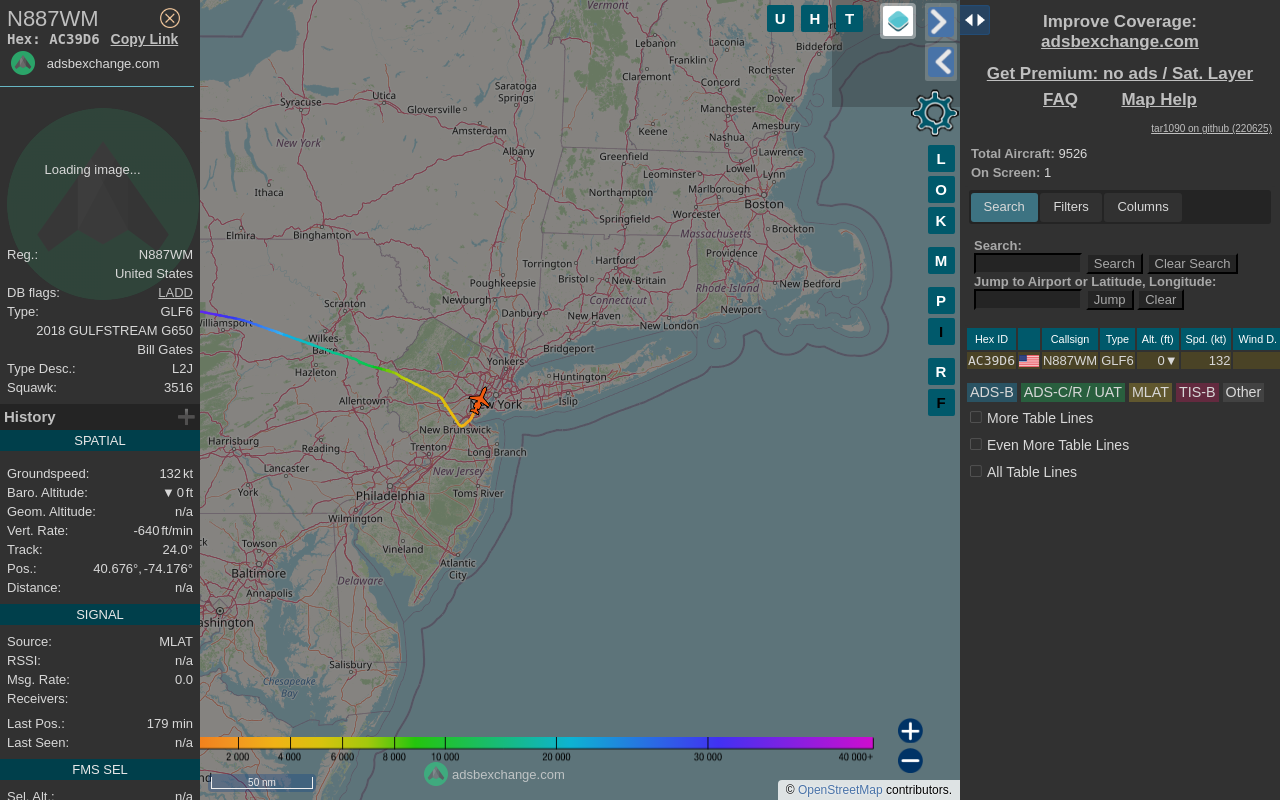 N887WM
Hex: AC39D6 Copy Link
adsbexchange.com
Loading image...
Reg.: N887WM
United States
DB flags: LADD
Type: GLF6
2018 GULFSTREAM G650
Bill Gates
Type Desc.: L2J
Squawk: 3516
History
SPATIAL
Groundspeed: 132 kt
Baro. Altitude: ▼ 0 ft
Geom. Altitude: n/a
Vert. Rate: -640 ft/min
Track: 24.0°
Pos.: 40.676°, -74.176°
Distance: n/a
SIGNAL
Source: MLAT
RSSI: n/a
Msg. Rate: 0.0
Receivers:
Last Pos.: 179 min
Last Seen: n/a
FMS SEL
Sel. Alt.: n/a
U H T
L
O
K
M
P
I
R
F
Vermont
Lebanon
Laconia
Biddeford
Franklin
Rochester
Claremont
Concord
Saratoga Springs
Dover
Syracuse
Utica
Gloversville
Manchester
Amesbury
Amsterdam
Keene
Nashua
New York
Albany
Lawrence
Greenfield
Lowell
Lynn
Leominster
Ithaca
Northampton
Marlborough
Boston
Worcester
Springfield
Elmira
Binghamton
Massachusetts
Brockton
Providence
Torrington
Hartford
Poughkeepsie
Bristol
New Britain
New Bedford
Rhode Island
Scranton
Newburgh
Connecticut
Newport
Danbury
New Haven
Williamsport
New London
Wilkes-Barre
Bridgeport
Yonkers
Hazleton
Huntington
Allentown
New York
Islip
New Brunswick
Harrisburg
Reading
Trenton
Long Branch
Lancaster
New Jersey
York
Philadelphia
Toms River
Wilmington
Towson
Vineland
Baltimore
Atlantic City
Annapolis
Delaware
ashington
Salisbury
Chesapeake Bay
2 000 4 000 6 000 8 000 10 000 20 000 30 000 40 000+
50 nm
adsbexchange.com
© OpenStreetMap contributors.
Improve Coverage:
adsbexchange.com
Get Premium: no ads / Sat. Layer
FAQ Map Help
tar1090 on github (220625)
Total Aircraft: 9526
On Screen: 1
Search Filters Columns
Search:
Search Clear Search
Jump to Airport or Latitude, Longitude:
Jump Clear
Hex ID Callsign Type Alt. (ft) Spd. (kt) Wind D.
AC39D6 N887WM GLF6 0▼ 132
ADS-B ADS-C/R / UAT MLAT TIS-B Other
More Table Lines
Even More Table Lines
All Table Lines